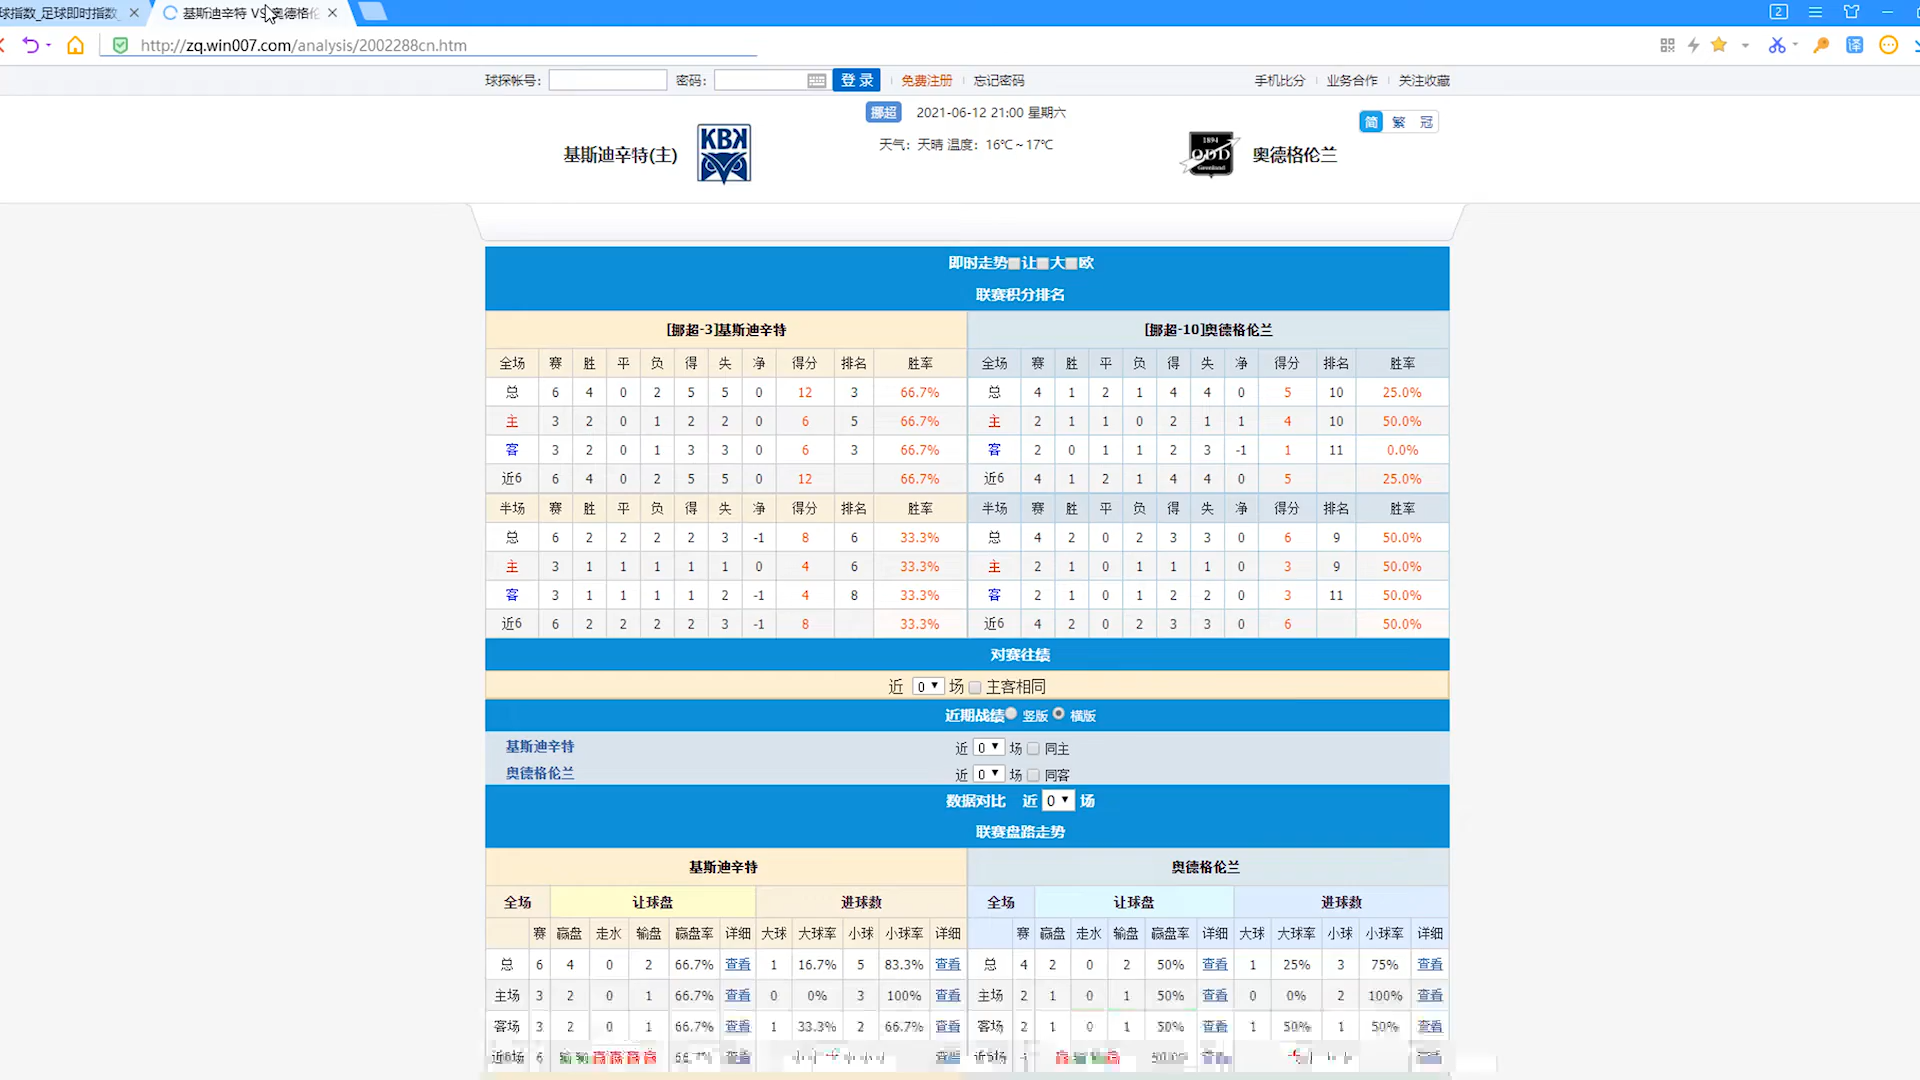 球指数_足球即时指数
基斯迪辛特 VS 奥德格伦
2
http://zq.win007.com/analysis/2002288cn.htm
译
球探帐号： 密码： 登 录 免费注册 忘记密码 手机比分 业务合作 关注收藏
挪超 2021-06-12 21:00 星期六
天气：天晴 温度：16℃～17℃
简 繁 冠
基斯迪辛特(主)
KBK
1894
ODD
奥德格伦兰
即时走势 让 大 欧
联赛积分排名
[挪超-3]基斯迪辛特 [挪超-10]奥德格伦兰
全场 赛 胜 平 负 得 失 净 得分 排名 胜率 全场 赛 胜 平 负 得 失 净 得分 排名 胜率
总 6 4 0 2 5 5 0 12 3 66.7% 总 4 1 2 1 4 4 0 5 10 25.0%
主 3 2 0 1 2 2 0 6 5 66.7% 主 2 1 1 0 2 1 1 4 10 50.0%
客 3 2 0 1 3 3 0 6 3 66.7% 客 2 0 1 1 2 3 -1 1 11 0.0%
近6 6 4 0 2 5 5 0 12 66.7% 近6 4 1 2 1 4 4 0 5 25.0%
半场 赛 胜 平 负 得 失 净 得分 排名 胜率 半场 赛 胜 平 负 得 失 净 得分 排名 胜率
总 6 2 2 2 2 3 -1 8 6 33.3% 总 4 2 0 2 3 3 0 6 9 50.0%
主 3 1 1 1 1 1 0 4 6 33.3% 主 2 1 0 1 1 1 0 3 9 50.0%
客 3 1 1 1 1 2 -1 4 8 33.3% 客 2 1 0 1 2 2 0 3 11 50.0%
近6 6 2 2 2 2 3 -1 8 33.3% 近6 4 2 0 2 3 3 0 6 50.0%
对赛往绩
近 0 场 主客相同
近期战绩 竖版 横版
基斯迪辛特 近 0 场 同主
奥德格伦兰 近 0 场 同客
数据对比 近 0 场
联赛盘路走势
基斯迪辛特 奥德格伦兰
全场 让球盘 进球数 全场 让球盘 进球数
赛 赢盘 走水 输盘 赢盘率 详细 大球 大球率 小球 小球率 详细 赛 赢盘 走水 输盘 赢盘率 详细 大球 大球率 小球 小球率 详细
总 6 4 0 2 66.7% 查看 1 16.7% 5 83.3% 查看 总 4 2 0 2 50% 查看 1 25% 3 75% 查看
主场 3 2 0 1 66.7% 查看 0 0% 3 100% 查看 主场 2 1 0 1 50% 查看 0 0% 2 100% 查看
客场 3 2 0 1 66.7% 查看 1 33.3% 2 66.7% 查看 客场 2 1 0 1 50% 查看 1 50% 1 50% 查看
6